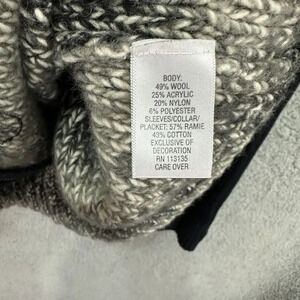 BODY:
49% WOOL
25% ACRYLIC
20% NYLON
6% POLYESTER
SLEEVES/COLLAR/
PLACKET: 57% RAMIE
43% COTTON
EXCLUSIVE OF
DECORATION
RN 113135
CARE OVER